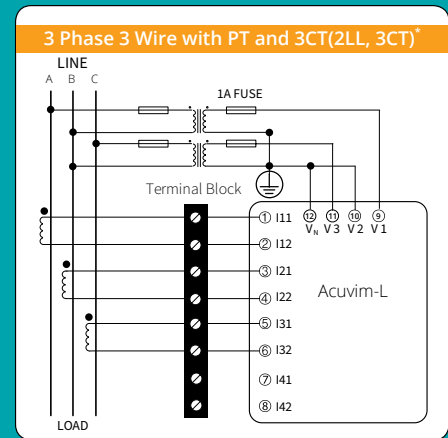 3 Phase 3 Wire with PT and 3CT(2LL, 3CT)*
LINE
A B C
1A FUSE
Terminal Block
① I11
② I12
③ I21
④ I22
⑤ I31
⑥ I32
⑦ I41
⑧ I42
⑫ ⑪ ⑩ ⑨
VN V3 V2 V1
Acuvim-L
LOAD